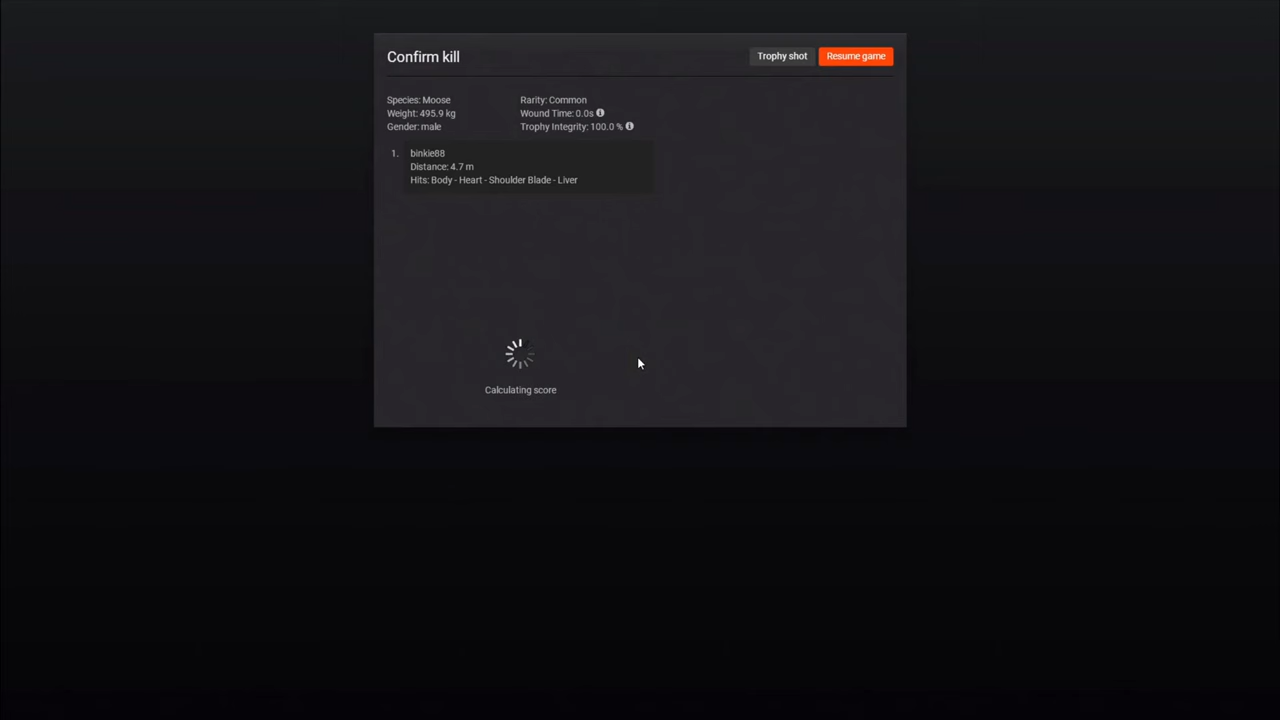 Confirm kill
Trophy shot
Resume game
Species: Moose
Rarity: Common
Weight: 495.9 kg
Wound Time: 0.0s
Gender: male
Trophy Integrity: 100.0 %
1. binkie88
Distance: 4.7 m
Hits: Body - Heart - Shoulder Blade - Liver
Calculating score